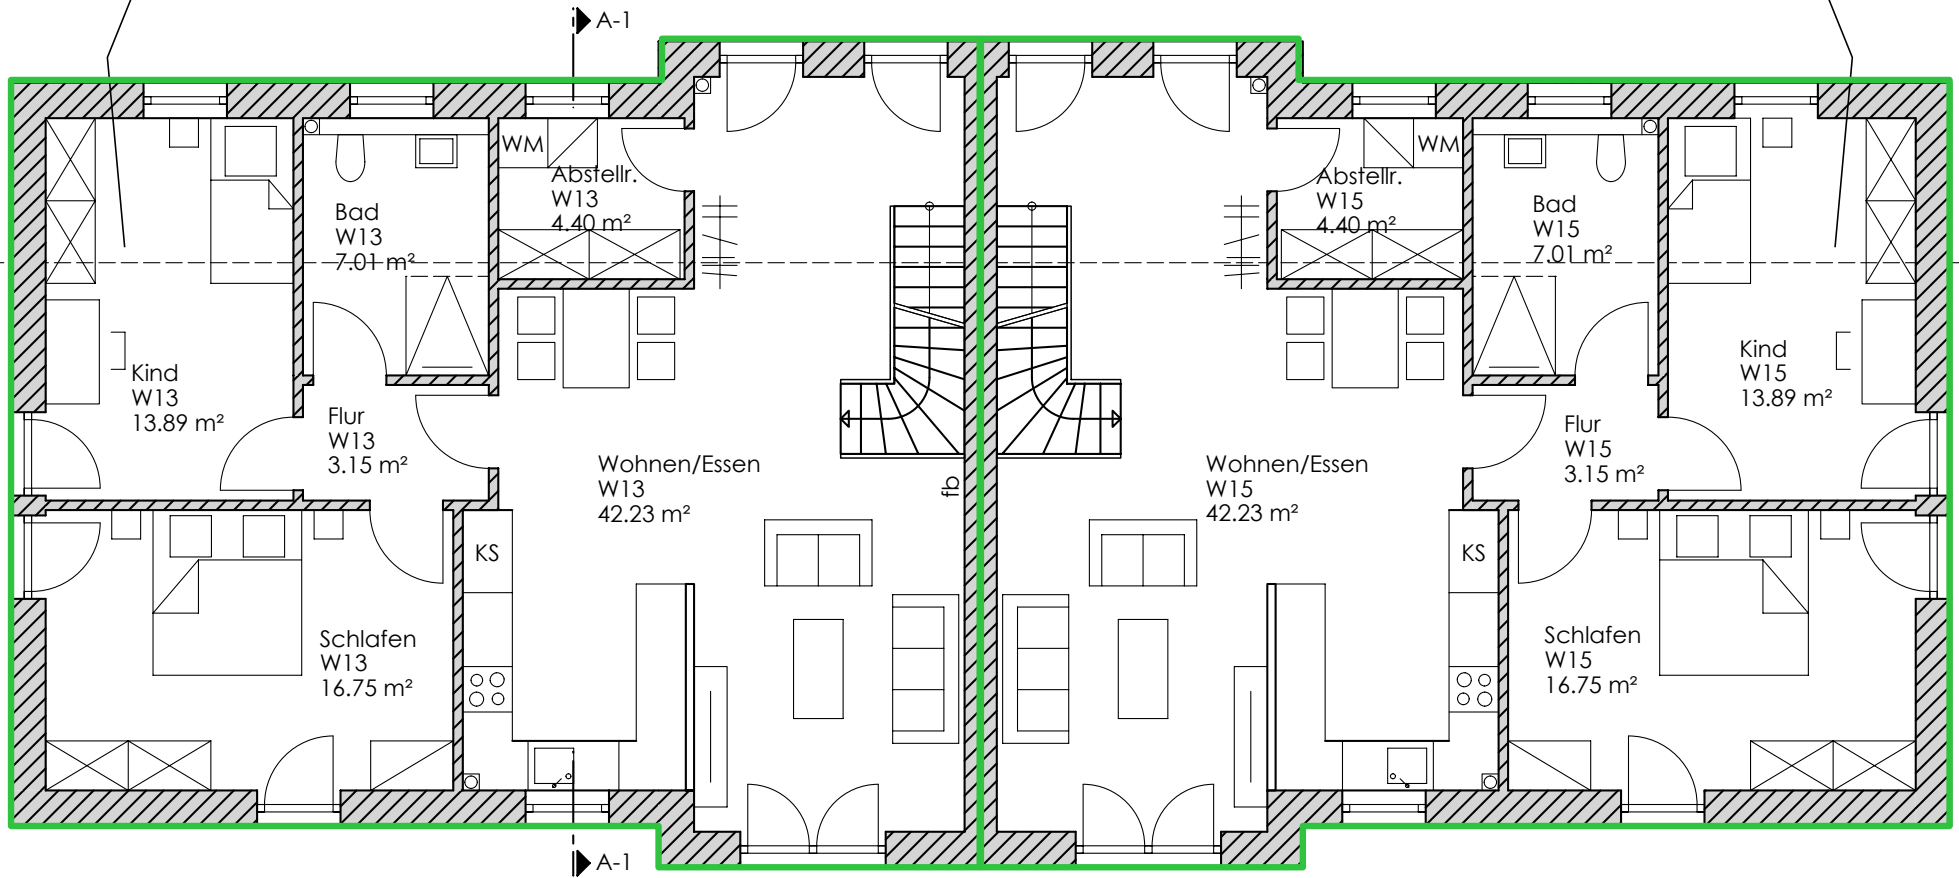 A-1
WM
Abstellr.
W13
4.40 m²
Bad
W13
7.01 m²
Kind
W13
13.89 m²
Flur
W13
3.15 m²
Wohnen/Essen
W13
42.23 m²
fb
KS
Schlafen
W13
16.75 m²
WM
Abstellr.
W15
4.40 m²
Bad
W15
7.01 m²
Kind
W15
13.89 m²
Flur
W15
3.15 m²
Wohnen/Essen
W15
42.23 m²
KS
Schlafen
W15
16.75 m²
A-1